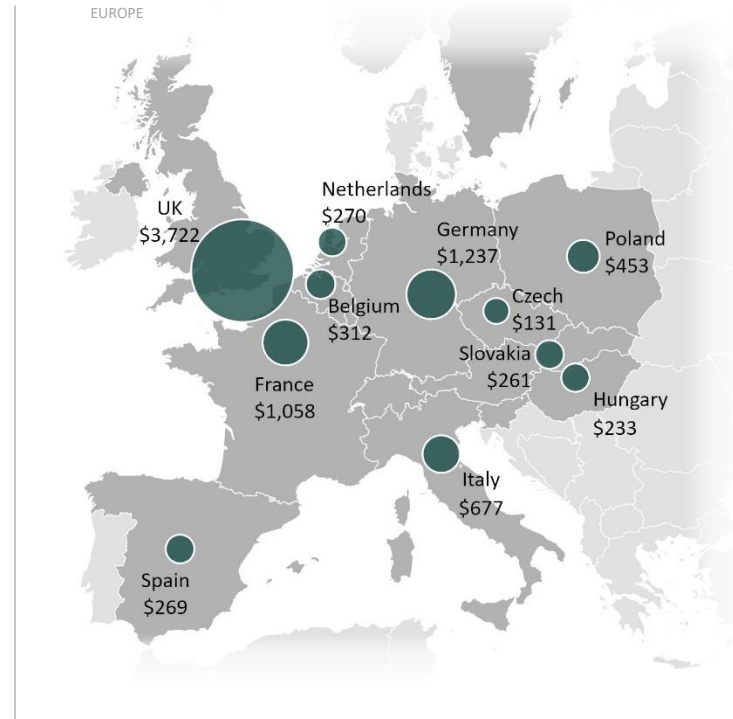 EUROPE
UK
$3,722
Netherlands
$270
Germany
$1,237
Poland
$453
Belgium
$312
Czech
$131
Slovakia
$261
France
$1,058
Hungary
$233
Italy
$677
Spain
$269